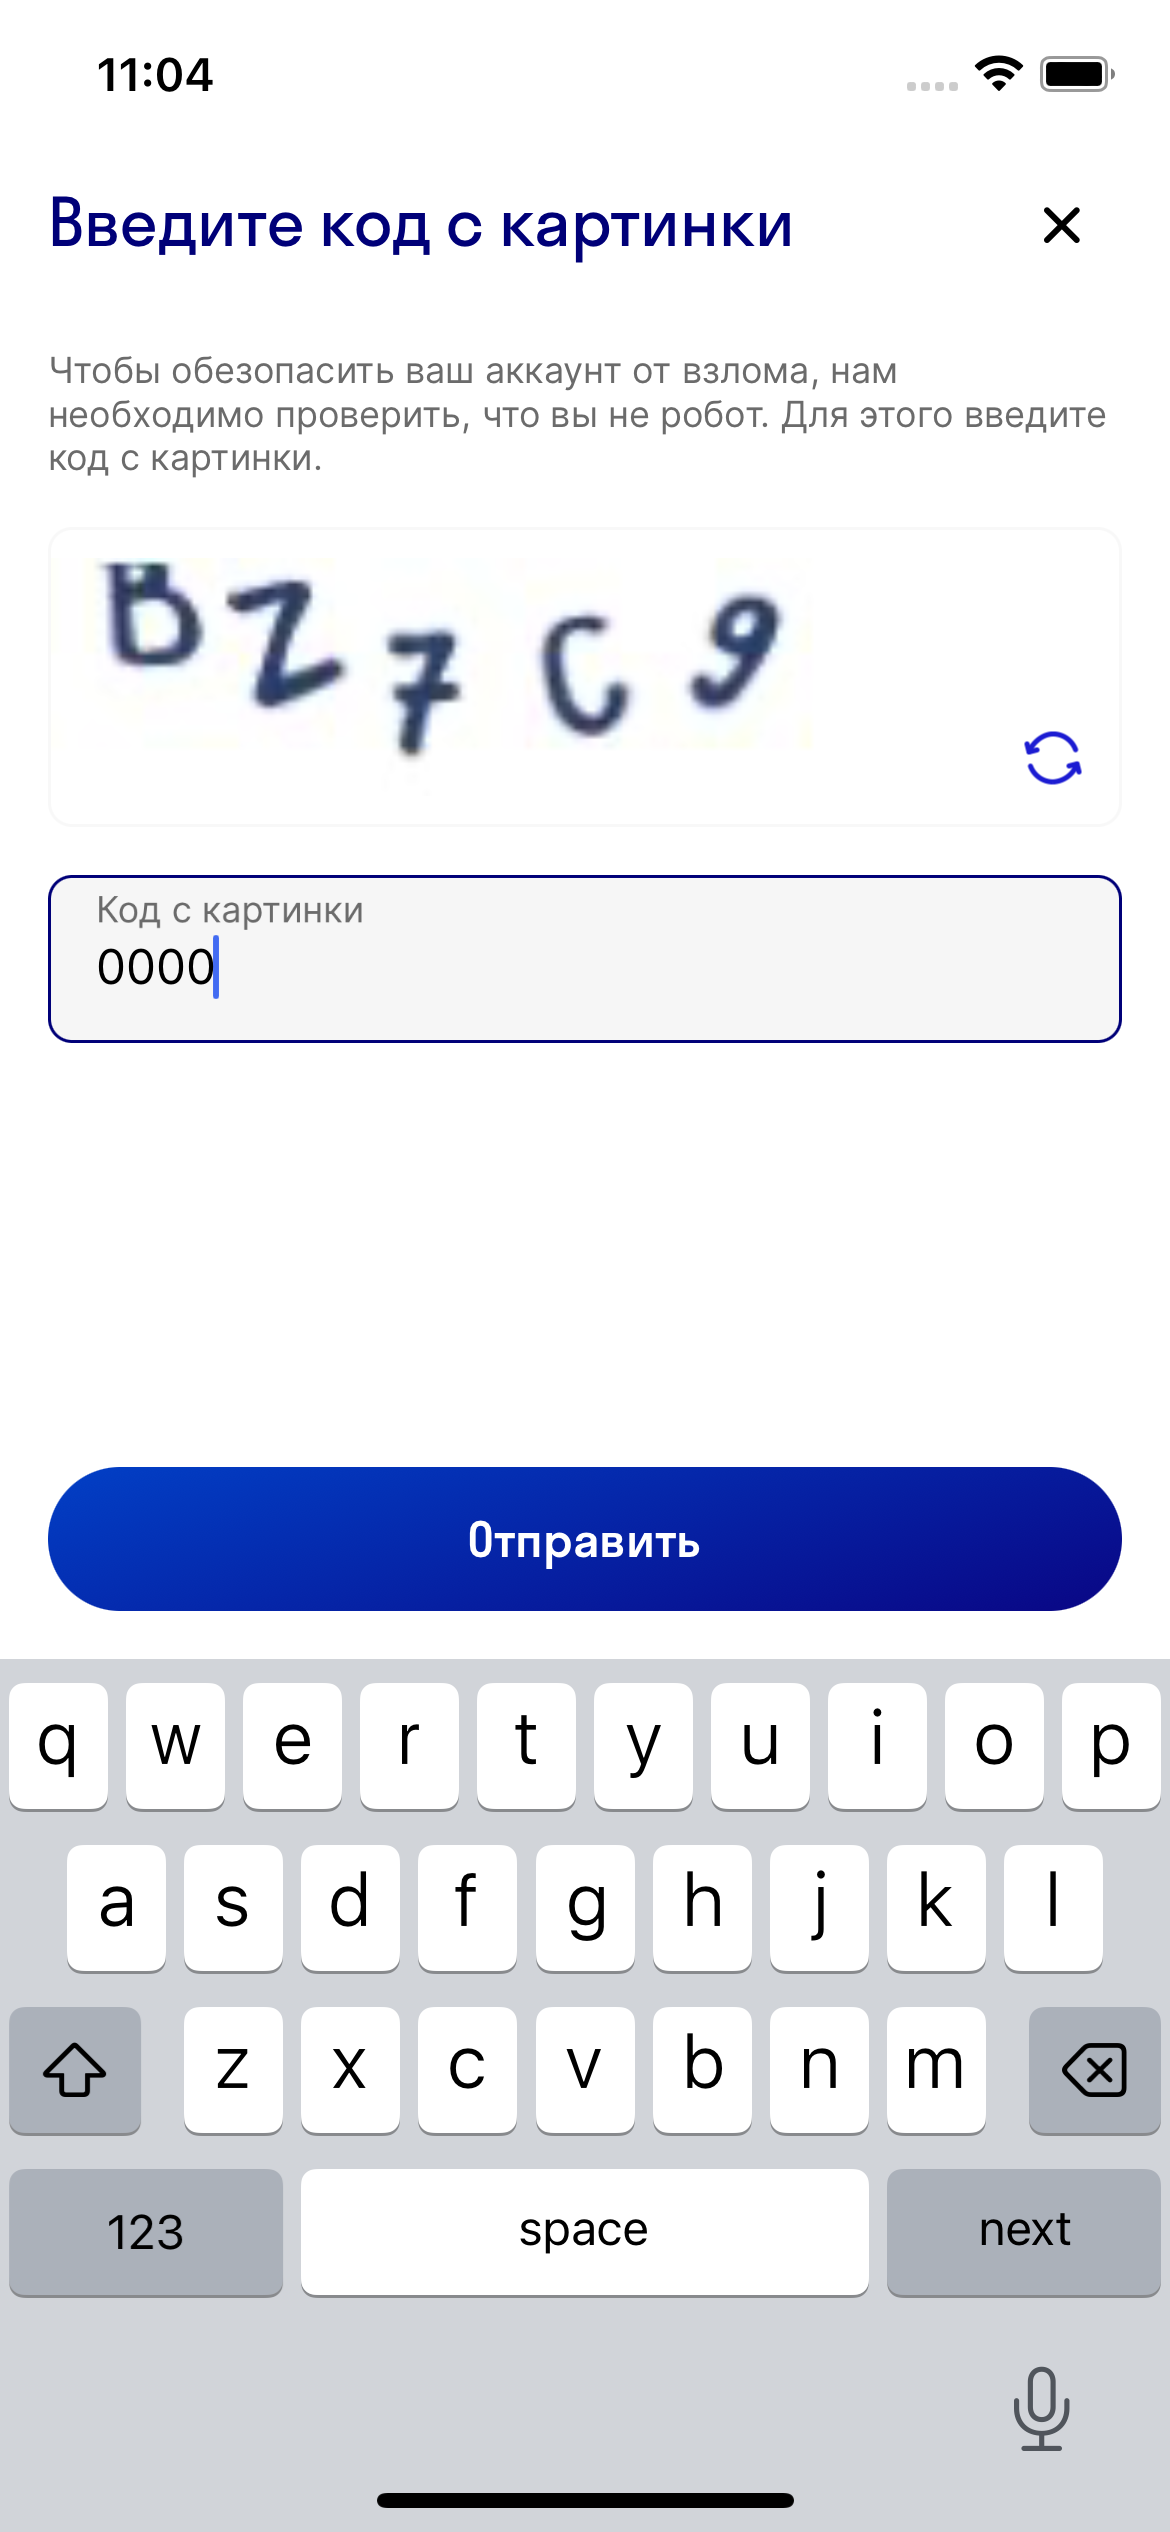 11:04
Введите код с картинки
Чтобы обезопасить ваш аккаунт от взлома, нам
необходимо проверить, что вы не робот. Для этого введите
код с картинки.
BZ7C9
Код с картинки
0000
Отправить
q w e r t y u i o p
a s d f g h j k l
z x c v b n m
123 space next